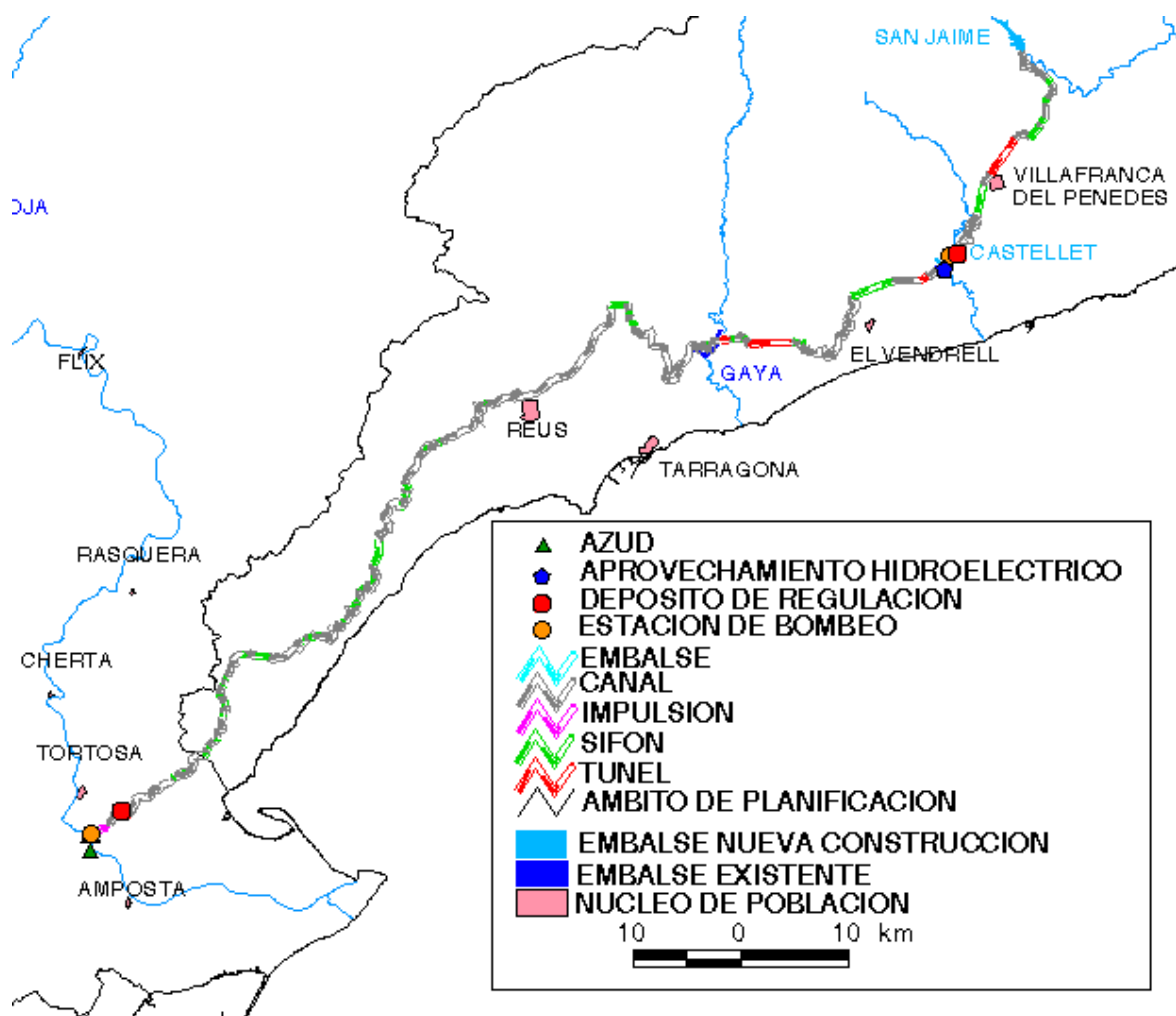 SAN JAIME
VILLAFRANCA
DEL PENEDES
OJA
CASTELLET
FLIX
EL VENDRELL
GAYA
REUS
TARRAGONA
RASQUERA
CHERTA
TORTOSA
AMPOSTA
AZUD
APROVECHAMIENTO HIDROELECTRICO
DEPOSITO DE REGULACION
ESTACION DE BOMBEO
EMBALSE
CANAL
IMPULSION
SIFON
TUNEL
AMBITO DE PLANIFICACION
EMBALSE NUEVA CONSTRUCCION
EMBALSE EXISTENTE
NUCLEO DE POBLACION
10 0 10 km